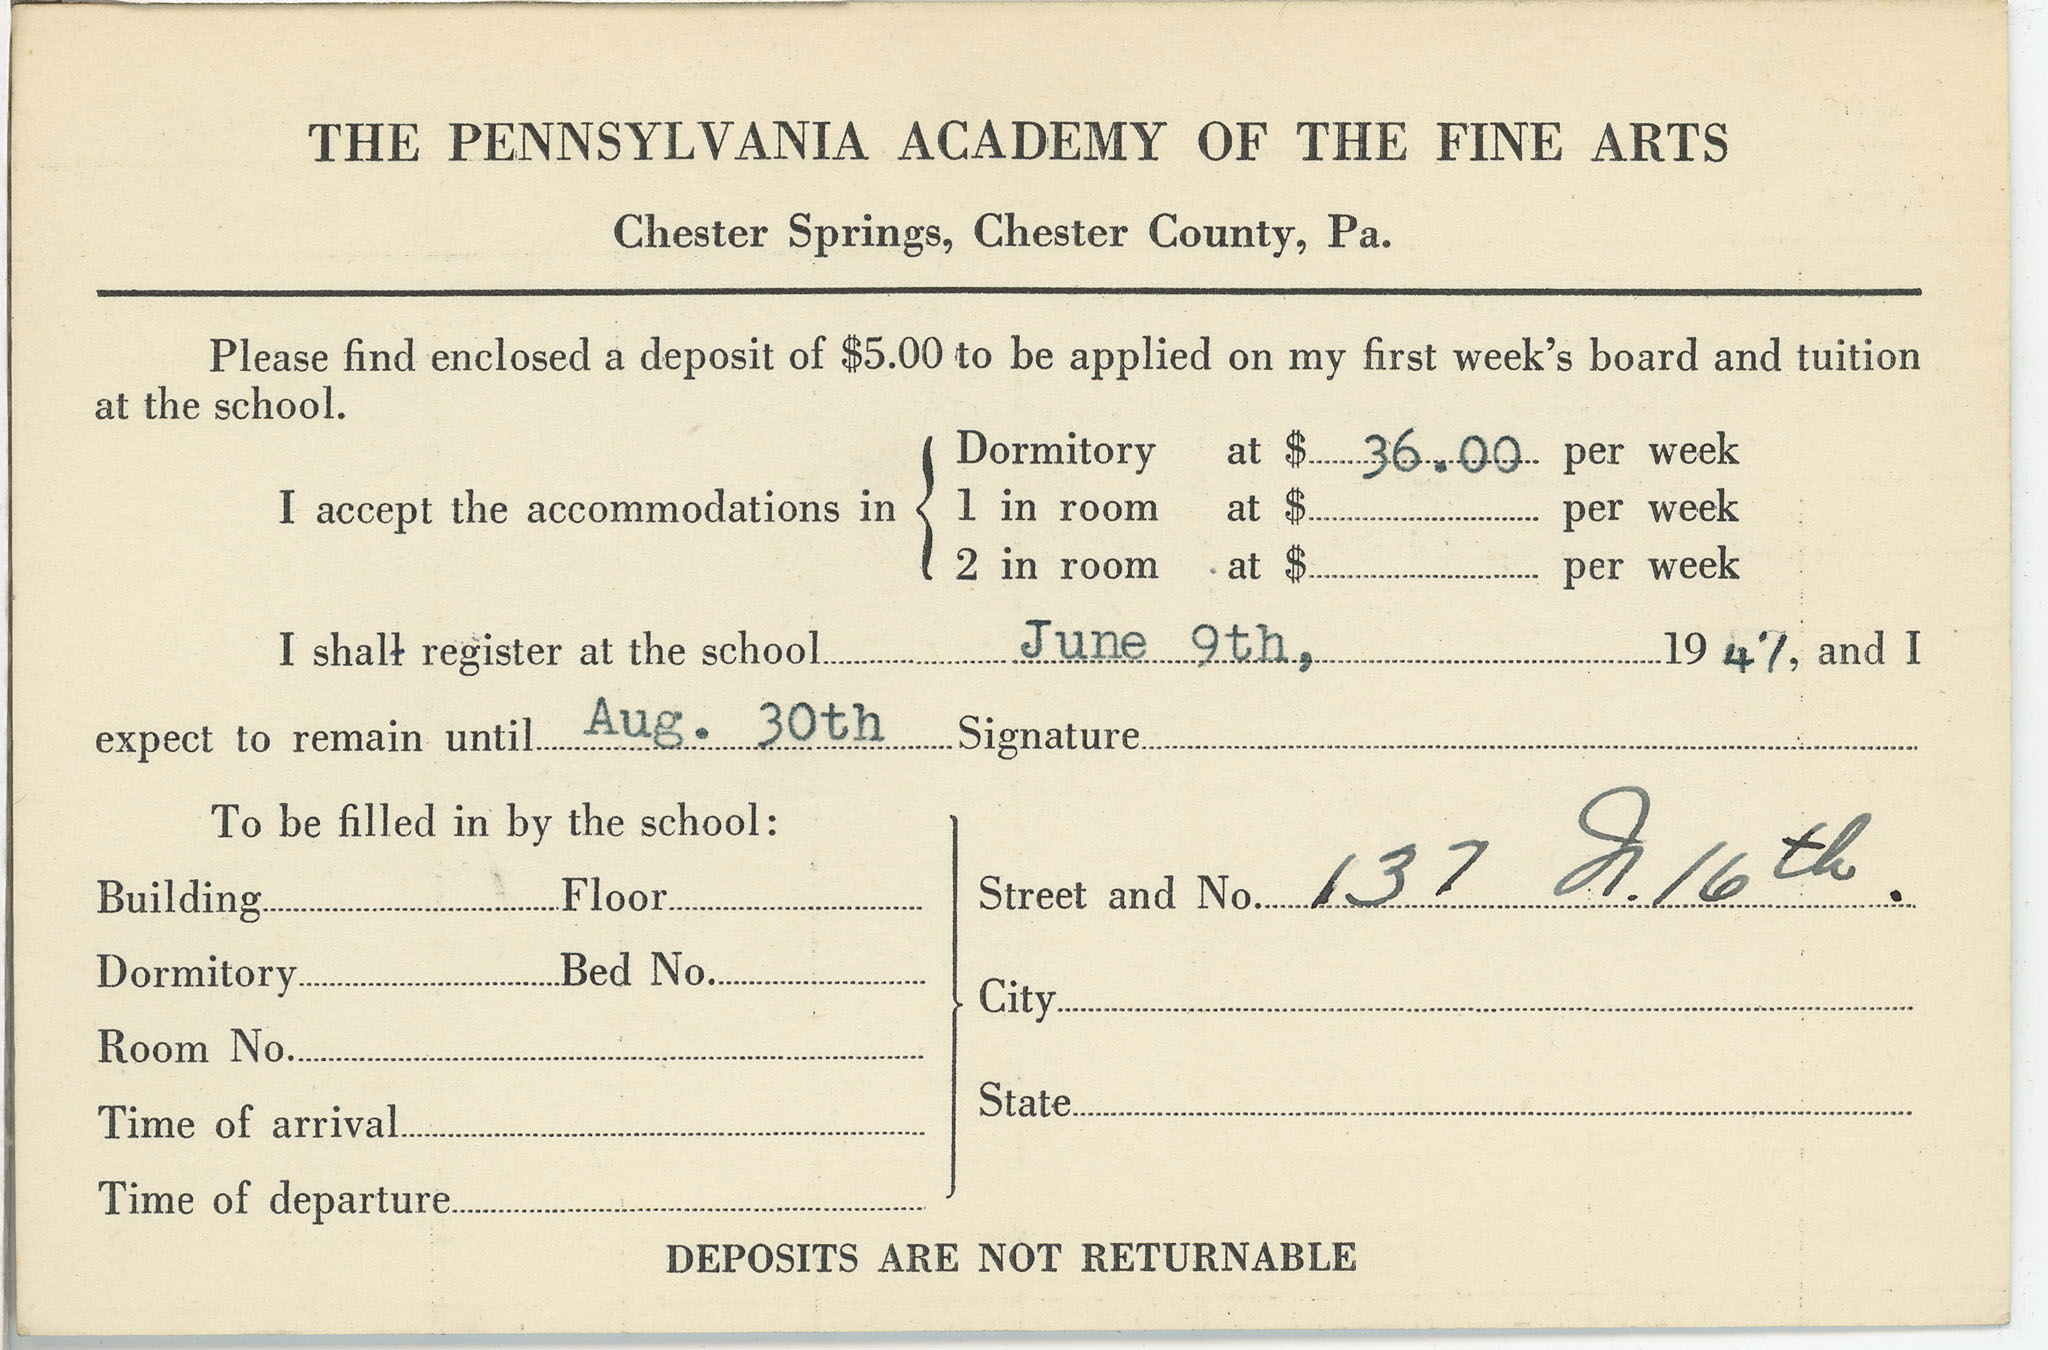 THE PENNSYLVANIA ACADEMY OF THE FINE ARTS
Chester Springs, Chester County, Pa.
Please find enclosed a deposit of $5.00 to be applied on my first week's board and tuition
at the school.
Dormitory at $ 36.00 per week
I accept the accommodations in 1 in room at $ per week
2 in room at $ per week
I shall register at the school June 9th, 1947, and I
expect to remain until Aug. 30th Signature
To be filled in by the school:
Building Floor
Dormitory Bed No.
Room No.
Time of arrival
Time of departure
Street and No. 137 N. 16th.
City
State
DEPOSITS ARE NOT RETURNABLE